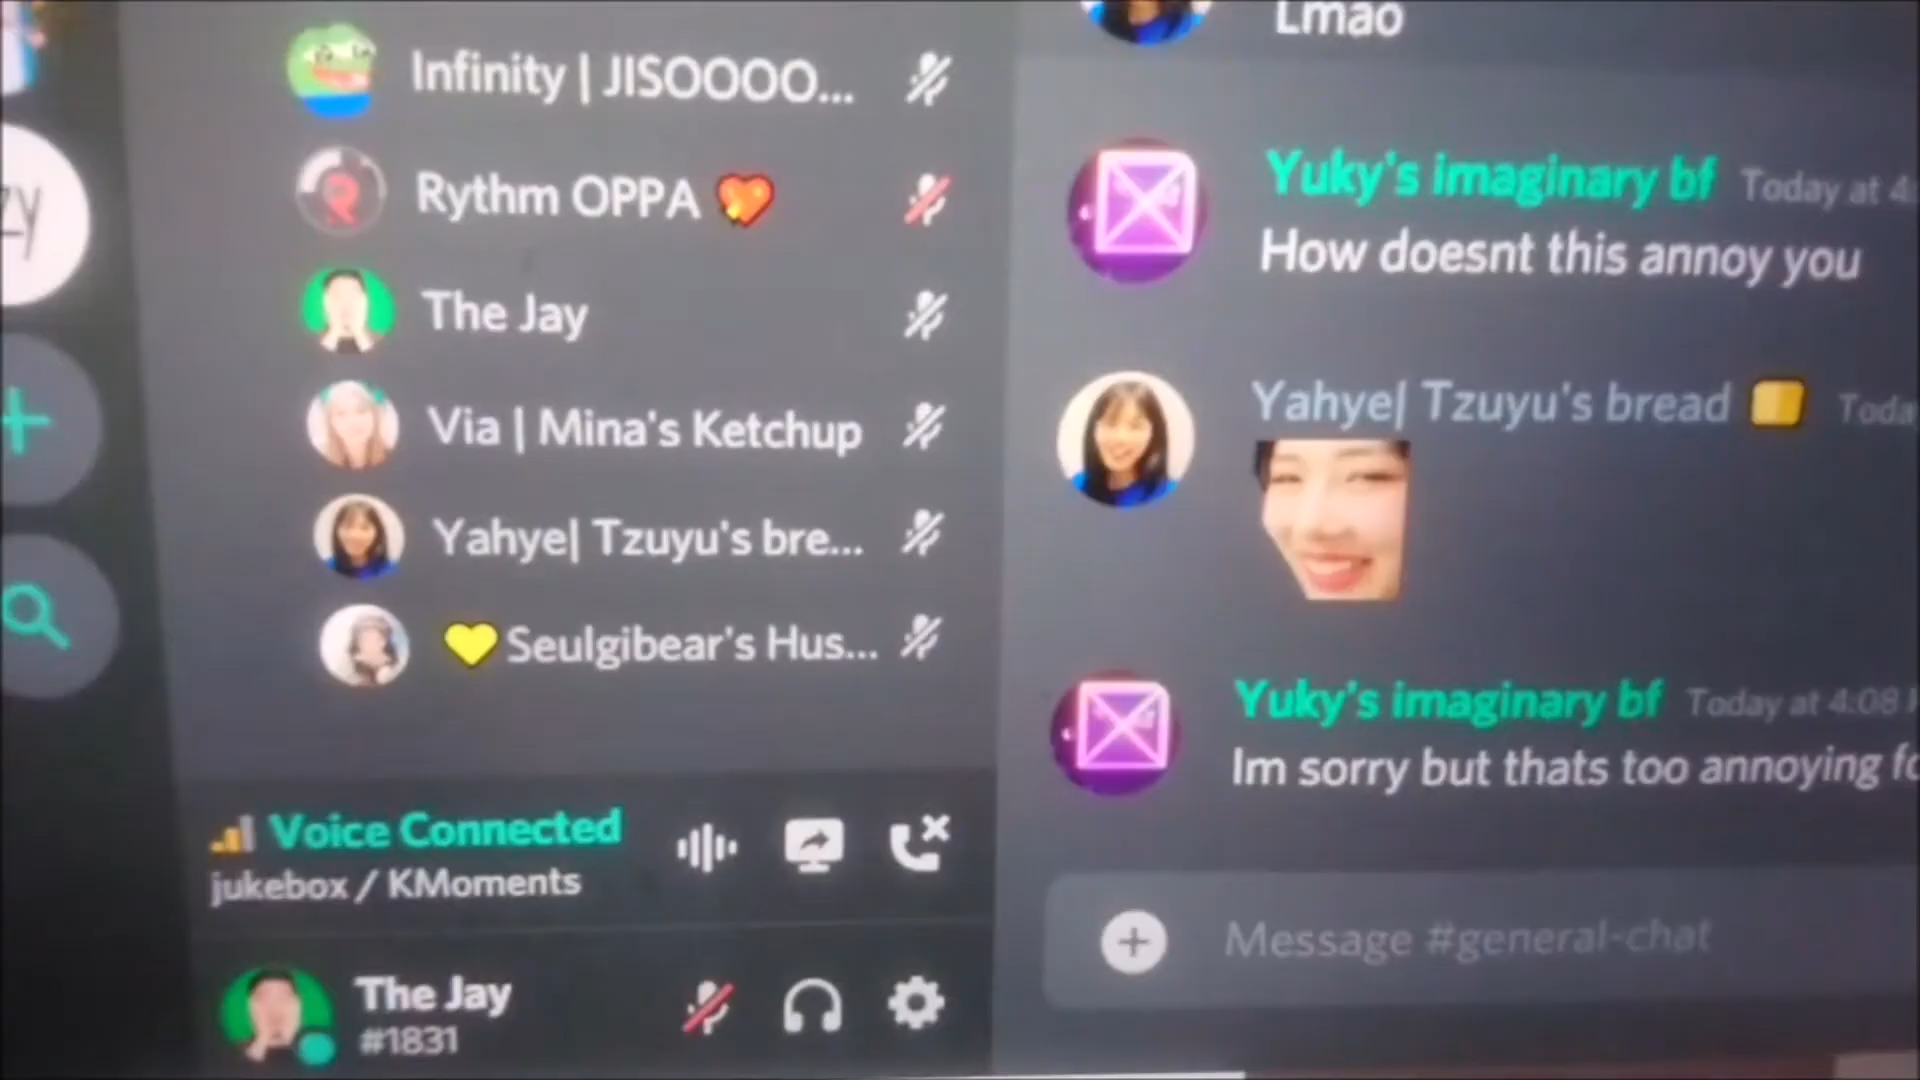 zy
Infinity | JISOOOO...
Rythm OPPA
The Jay
Via | Mina's Ketchup
Yahye| Tzuyu's bre...
Seulgibear's Hus...
Voice Connected
jukebox / KMoments
The Jay
#1831
Lmao
Yuky's imaginary bf Today at 4:
How doesnt this annoy you
Yahye| Tzuyu's bread Toda
Yuky's imaginary bf Today at 4:08
Im sorry but thats too annoying fo
Message #general-chat